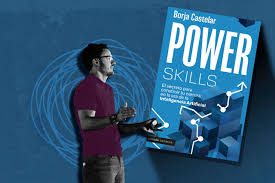 Borja Castelar
POWER
SKILLS
El secreto para
construir tu carrera
en la era de la
Inteligencia Artificial